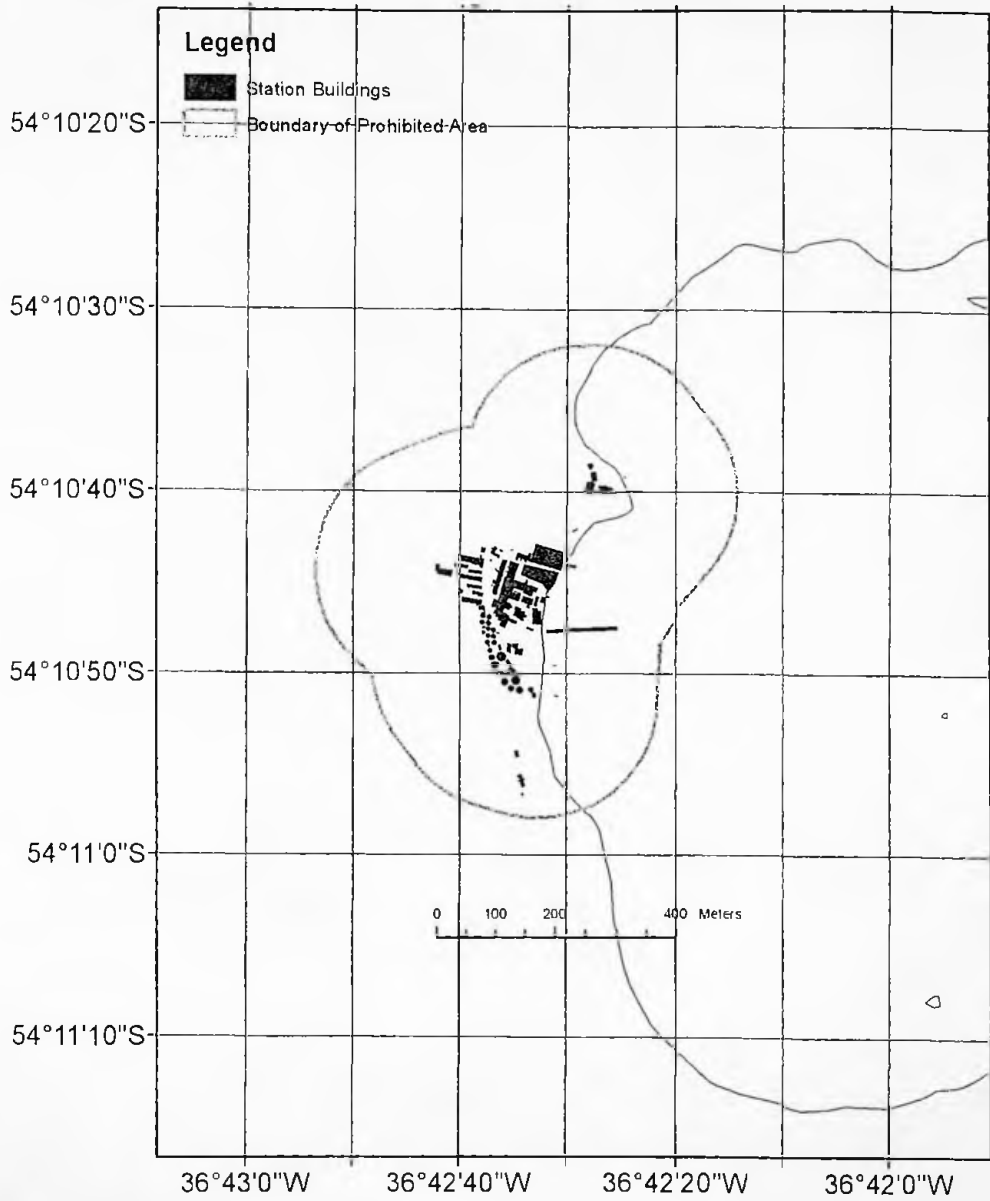 Legend
Station Buildings
Boundary of Prohibited Area
54°10'20"S
54°10'30"S
54°10'40"S
54°10'50"S
54°11'0"S
0 100 200 400 Meters
54°11'10"S
36°43'0"W 36°42'40"W 36°42'20"W 36°42'0"W